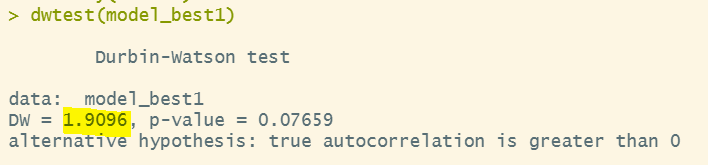 > dwtest(model_best1)
Durbin-Watson test
data:  model_best1
DW = 1.9096, p-value = 0.07659
alternative hypothesis: true autocorrelation is greater than 0